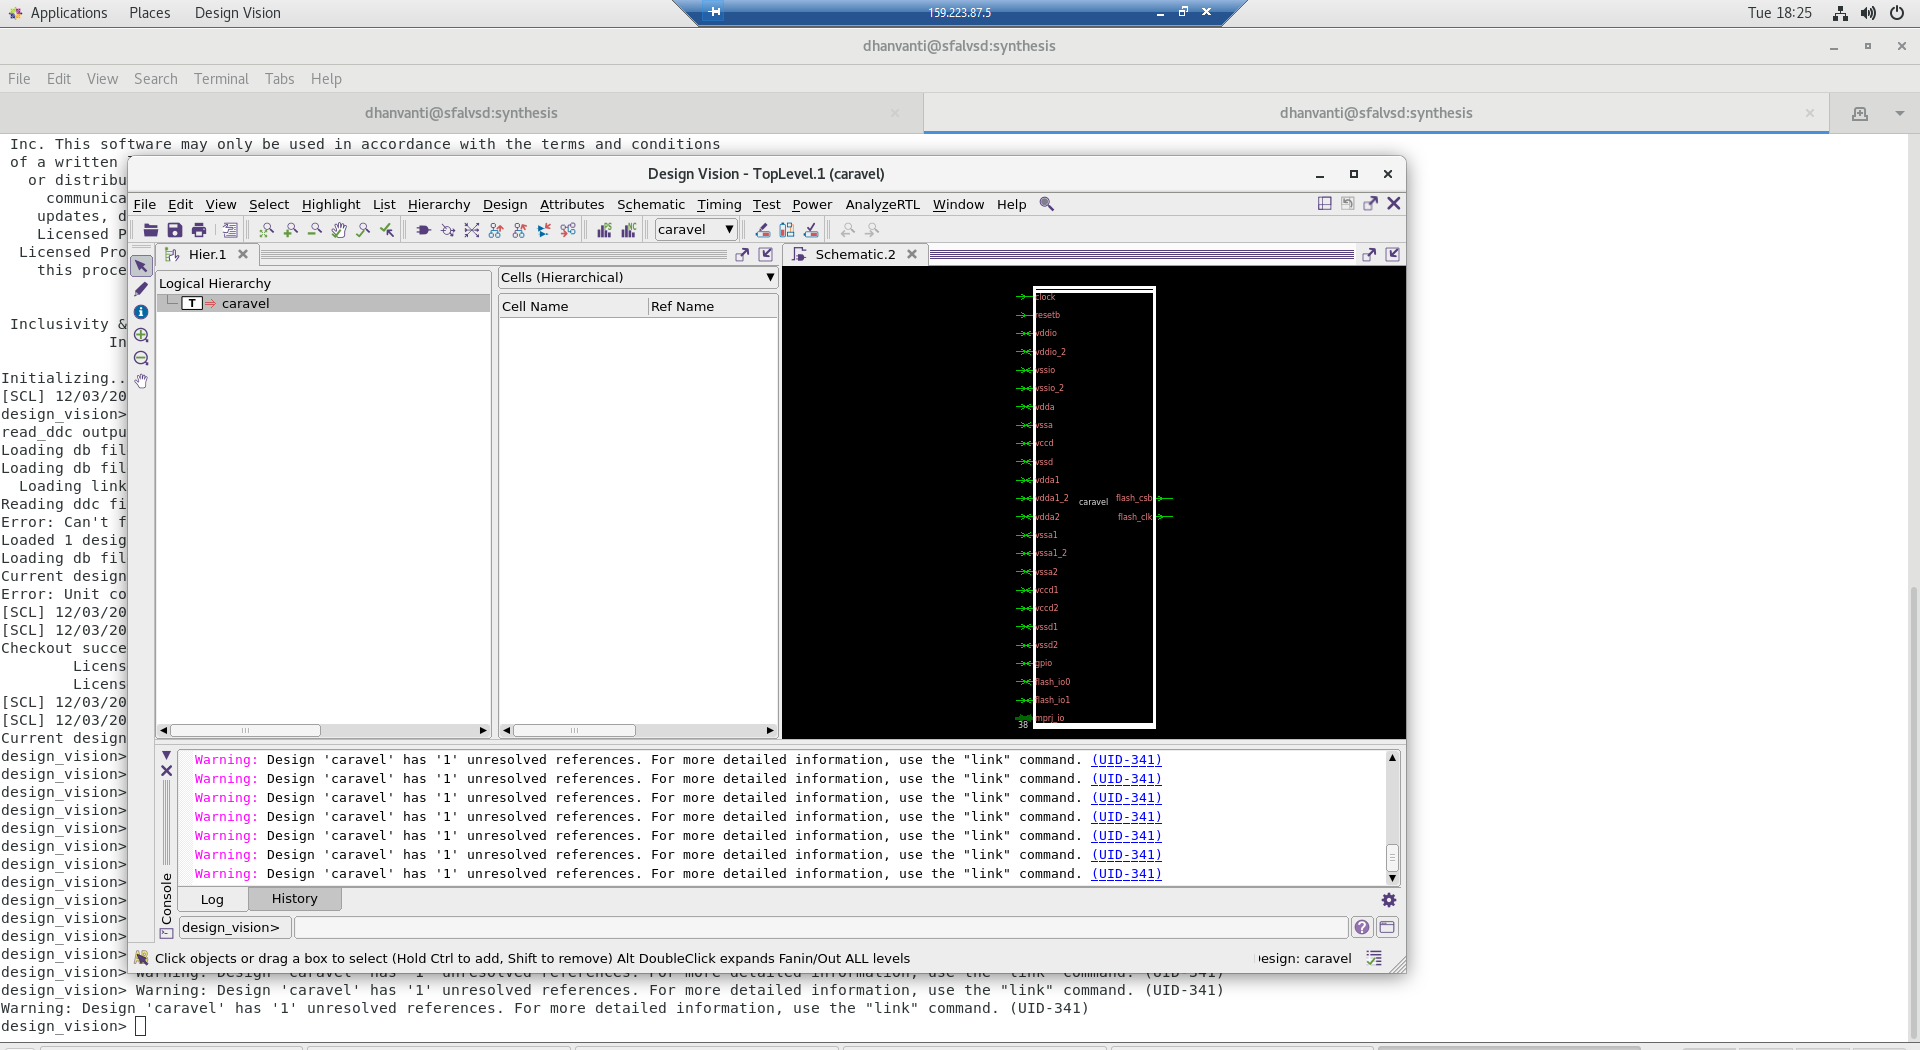 Applications Places Design Vision 159.223.87.5 Tue 18:25
dhanvanti@sfalvsd:synthesis
File Edit View Search Terminal Tabs Help
dhanvanti@sfalvsd:synthesis dhanvanti@sfalvsd:synthesis
Inc. This software may only be used in accordance with the terms and conditions
of a written
or distribu
communica
updates, d
Licensed P
Licensed Pro
this proce
Inclusivity &
In
Initializing..
[SCL] 12/03/20
design_vision>
read_ddc outpu
Loading db fil
Loading db fil
Loading link
Reading ddc fi
Error: Can't f
Loaded 1 desig
Loading db fil
Current design
Error: Unit co
[SCL] 12/03/20
[SCL] 12/03/20
Checkout succe
Licens
Licens
[SCL] 12/03/20
[SCL] 12/03/20
Current design
design_vision>
design_vision>
design_vision>
design_vision>
design_vision>
design_vision>
design_vision>
design_vision>
design_vision>
design_vision>
design_vision>
design_vision>
design_vision> Warning: Design 'caravel' has '1' unresolved references. For more detailed information, use the "link" command. (UID-341)
design_vision> Warning: Design 'caravel' has '1' unresolved references. For more detailed information, use the "link" command. (UID-341)
Warning: Design 'caravel' has '1' unresolved references. For more detailed information, use the "link" command. (UID-341)
design_vision>
Design Vision - TopLevel.1 (caravel)
File Edit View Select Highlight List Hierarchy Design Attributes Schematic Timing Test Power AnalyzeRTL Window Help
caravel
Hier.1
Schematic.2
Logical Hierarchy
T caravel
Cells (Hierarchical)
Cell Name Ref Name
clock
resetb
vddio
vddio_2
vssio
vssio_2
vdda
vssa
vccd
vssd
vdda1
vdda1_2
vdda2
vssa1
vssa1_2
vssa2
vccd1
vccd2
vssd1
vssd2
gpio
flash_io0
flash_io1
mprj_io
38
caravel
flash_csb
flash_clk
Warning: Design 'caravel' has '1' unresolved references. For more detailed information, use the "link" command. (UID-341)
Warning: Design 'caravel' has '1' unresolved references. For more detailed information, use the "link" command. (UID-341)
Warning: Design 'caravel' has '1' unresolved references. For more detailed information, use the "link" command. (UID-341)
Warning: Design 'caravel' has '1' unresolved references. For more detailed information, use the "link" command. (UID-341)
Warning: Design 'caravel' has '1' unresolved references. For more detailed information, use the "link" command. (UID-341)
Warning: Design 'caravel' has '1' unresolved references. For more detailed information, use the "link" command. (UID-341)
Warning: Design 'caravel' has '1' unresolved references. For more detailed information, use the "link" command. (UID-341)
Console
Log History
design_vision>
Click objects or drag a box to select (Hold Ctrl to add, Shift to remove) Alt DoubleClick expands Fanin/Out ALL levels
esign: caravel